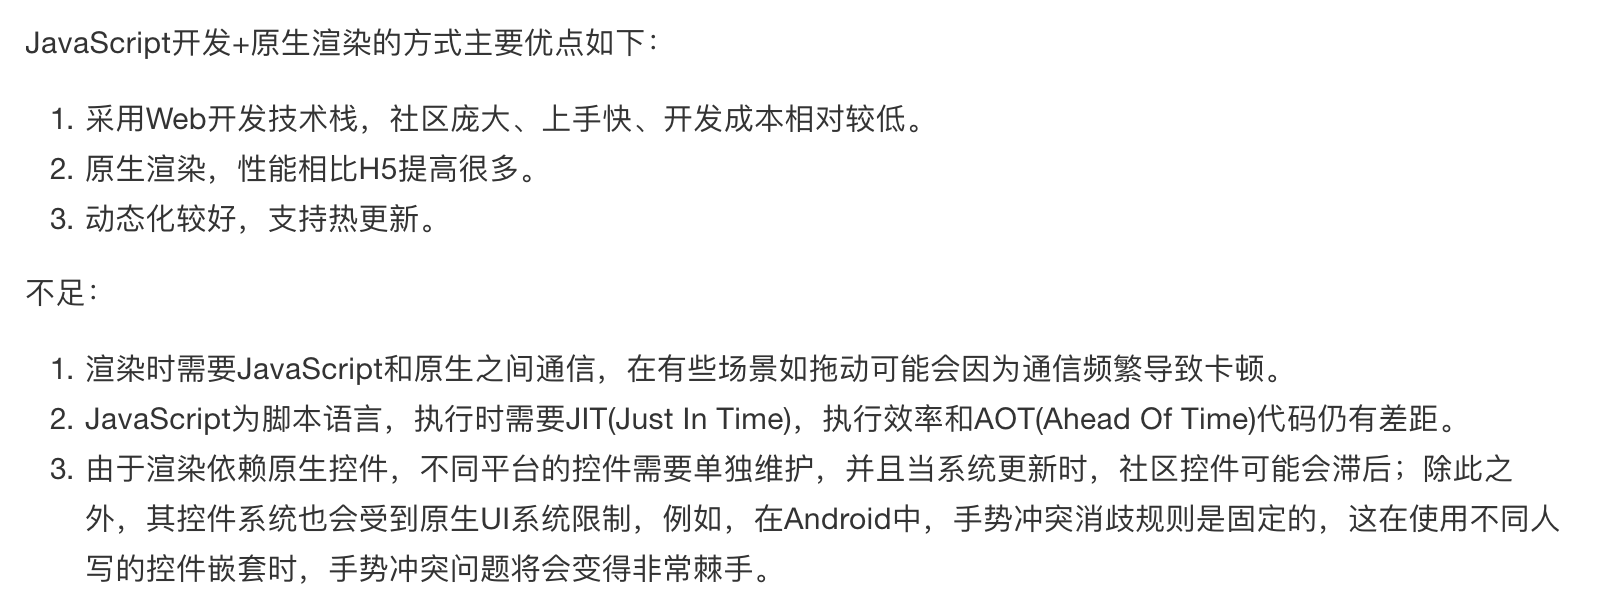 JavaScript开发+原生渲染的方式主要优点如下：
1. 采用Web开发技术栈，社区庞大、上手快、开发成本相对较低。
2. 原生渲染，性能相比H5提高很多。
3. 动态化较好，支持热更新。
不足：
1. 渲染时需要JavaScript和原生之间通信，在有些场景如拖动可能会因为通信频繁导致卡顿。
2. JavaScript为脚本语言，执行时需要JIT(Just In Time)，执行效率和AOT(Ahead Of Time)代码仍有差距。
3. 由于渲染依赖原生控件，不同平台的控件需要单独维护，并且当系统更新时，社区控件可能会滞后；除此之
外，其控件系统也会受到原生UI系统限制，例如，在Android中，手势冲突消歧规则是固定的，这在使用不同人
写的控件嵌套时，手势冲突问题将会变得非常棘手。